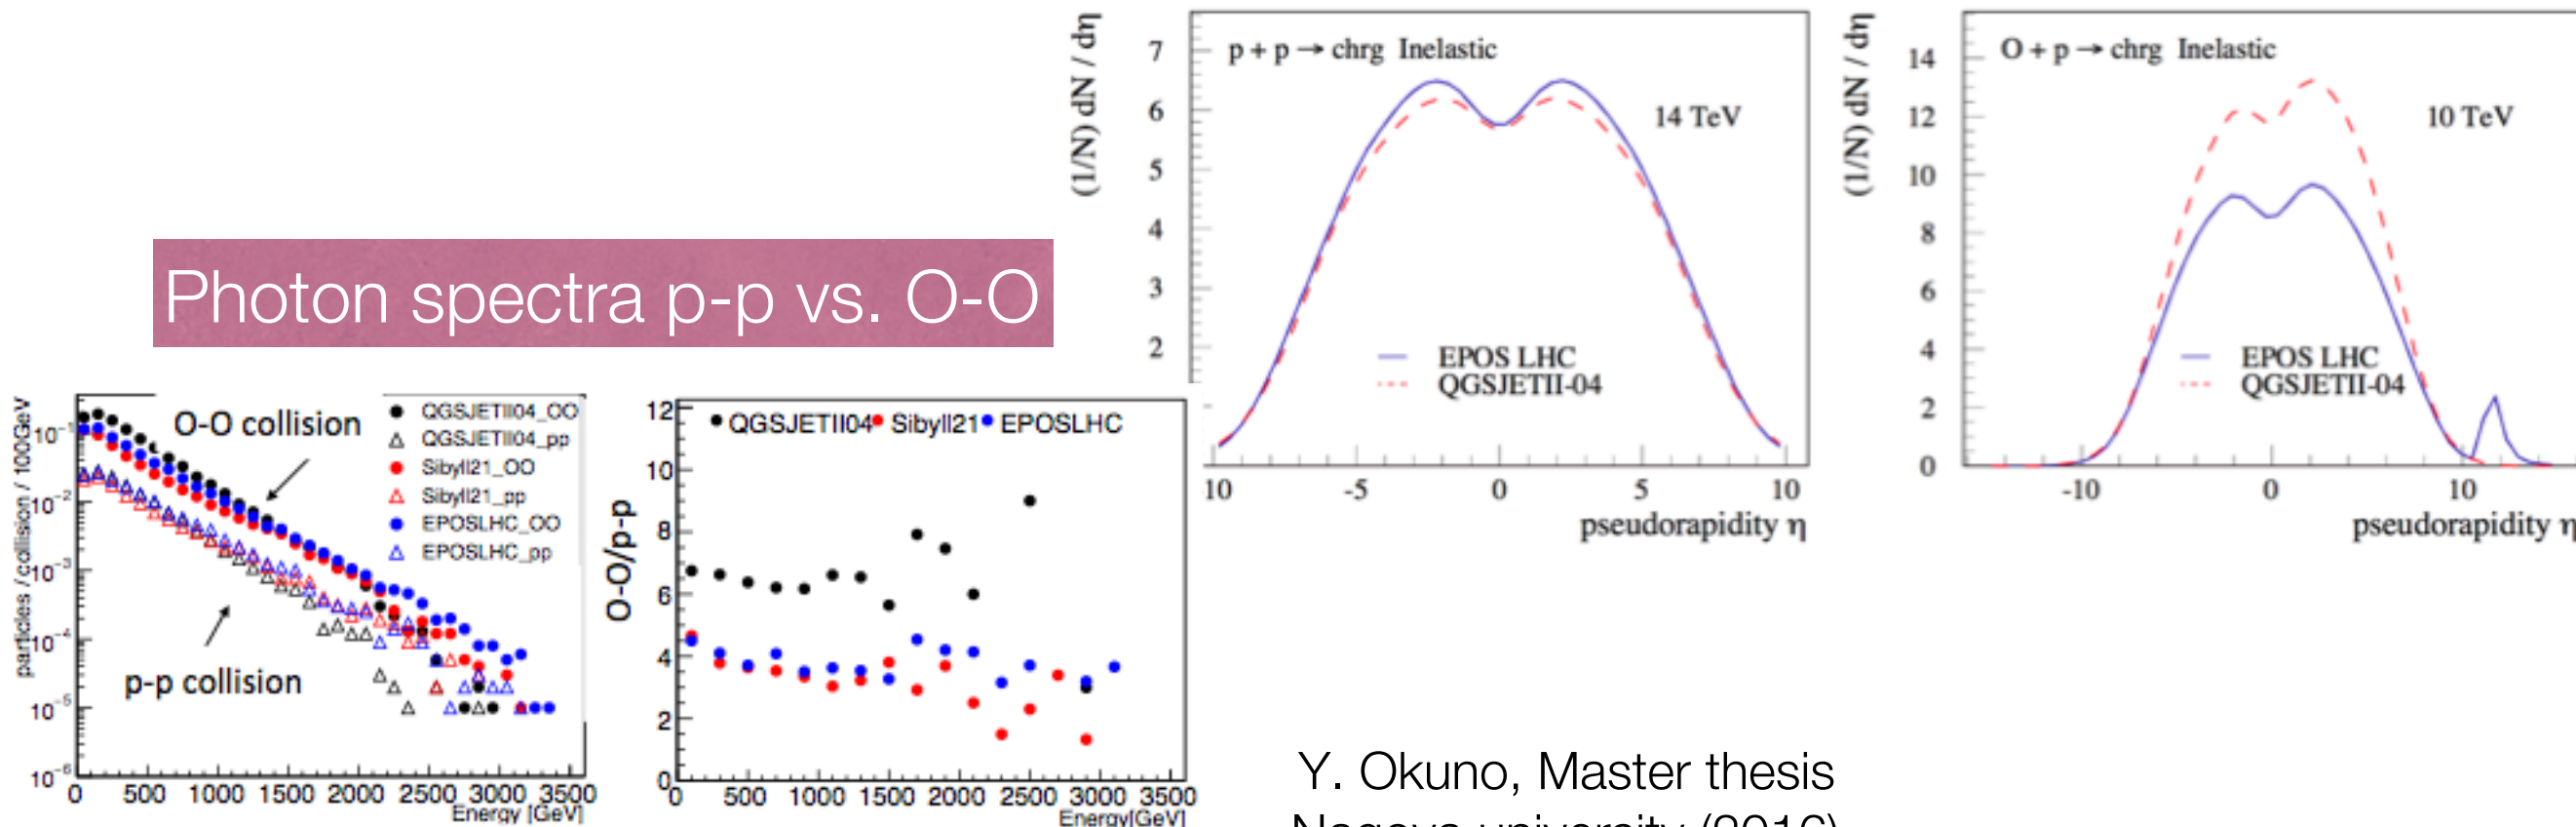 (1/N) dN / dη
7
6
5
4
3
2
p + p → chrg Inelastic
14 TeV
EPOS LHC
QGSJETII-04
10
-5
0
5
10
pseudorapidity η
(1/N) dN / dη
14
12
10
8
6
4
2
0
O + p → chrg Inelastic
10 TeV
EPOS LHC
QGSJETII-04
-10
0
10
pseudorapidity η
Photon spectra p-p vs. O-O
particles / collision / 100GeV
10⁻¹
10⁻²
10⁻³
10⁻⁴
10⁻⁵
10⁻⁶
O-O collision
p-p collision
QGSJETII04_OO
QGSJETII04_pp
Sibyll21_OO
Sibyll21_pp
EPOSLHC_OO
EPOSLHC_pp
0 500 1000 1500 2000 2500 3000 3500
Energy [GeV]
O-O/p-p
12
10
8
6
4
2
0
QGSJETII04 Sibyll21 EPOSLHC
0 500 1000 1500 2000 2500 3000 3500
Energy[GeV]
Y. Okuno, Master thesis
Nagoya university (2016)